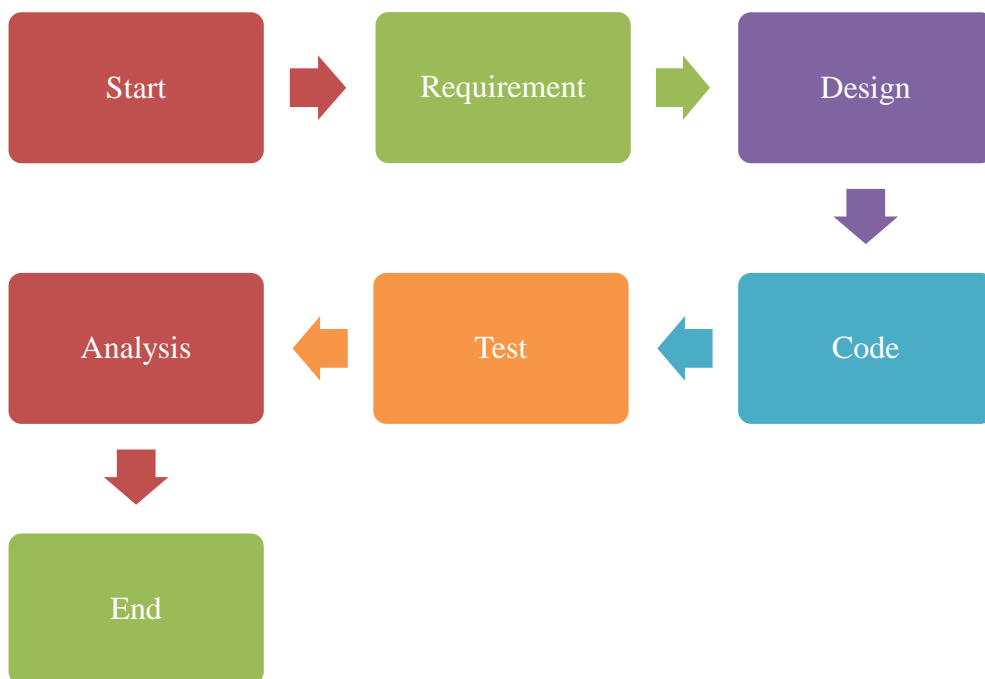 Start
Requirement
Design
Code
Test
Analysis
End